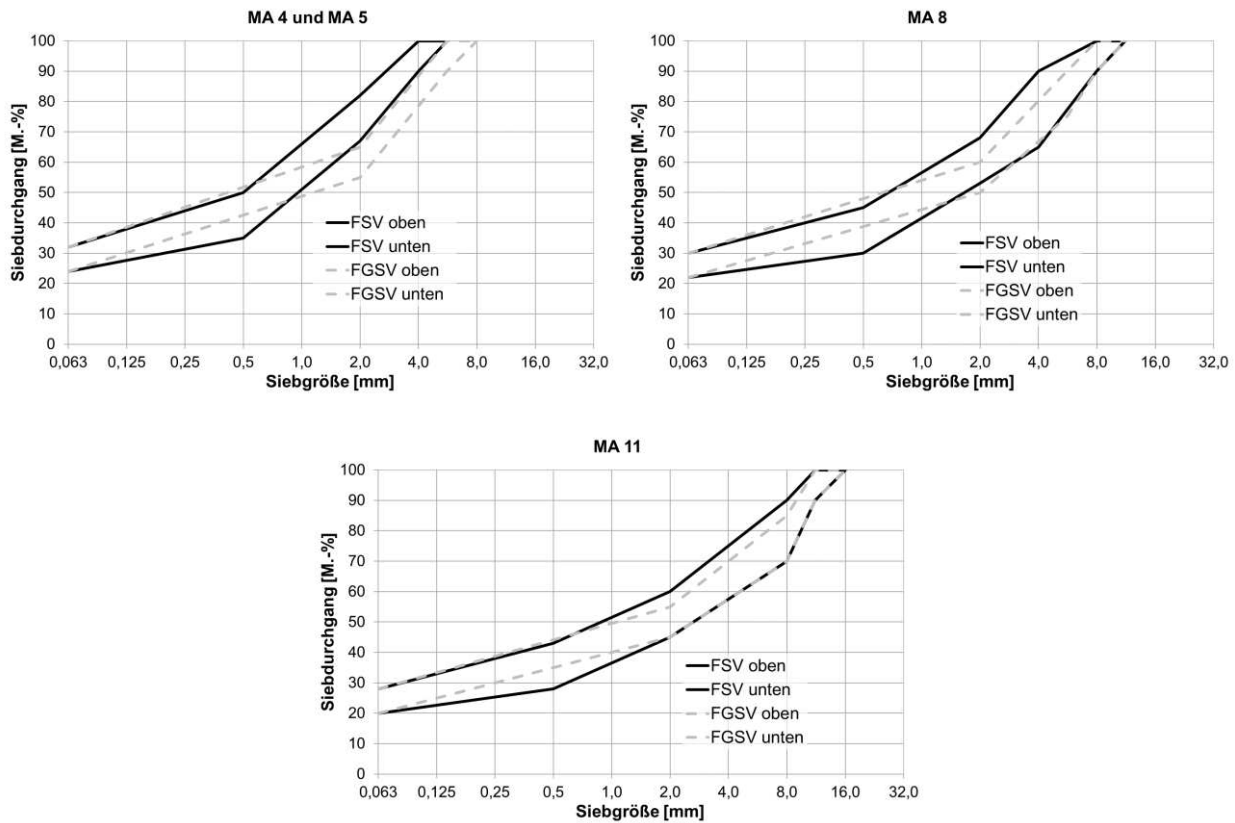 MA 4 und MA 5
Siebdurchgang [M.-%]
100
90
80
70
60
50
40
30
20
10
0
FSV oben
FSV unten
FGSV oben
FGSV unten
0,063 0,125 0,25 0,5 1,0 2,0 4,0 8,0 16,0 32,0
Siebgröße [mm]
MA 8
Siebdurchgang [M.-%]
100
90
80
70
60
50
40
30
20
10
0
FSV oben
FSV unten
FGSV oben
FGSV unten
0,063 0,125 0,25 0,5 1,0 2,0 4,0 8,0 16,0 32,0
Siebgröße [mm]
MA 11
Siebdurchgang [M.-%]
100
90
80
70
60
50
40
30
20
10
0
FSV oben
FSV unten
FGSV oben
FGSV unten
0,063 0,125 0,25 0,5 1,0 2,0 4,0 8,0 16,0 32,0
Siebgröße [mm]